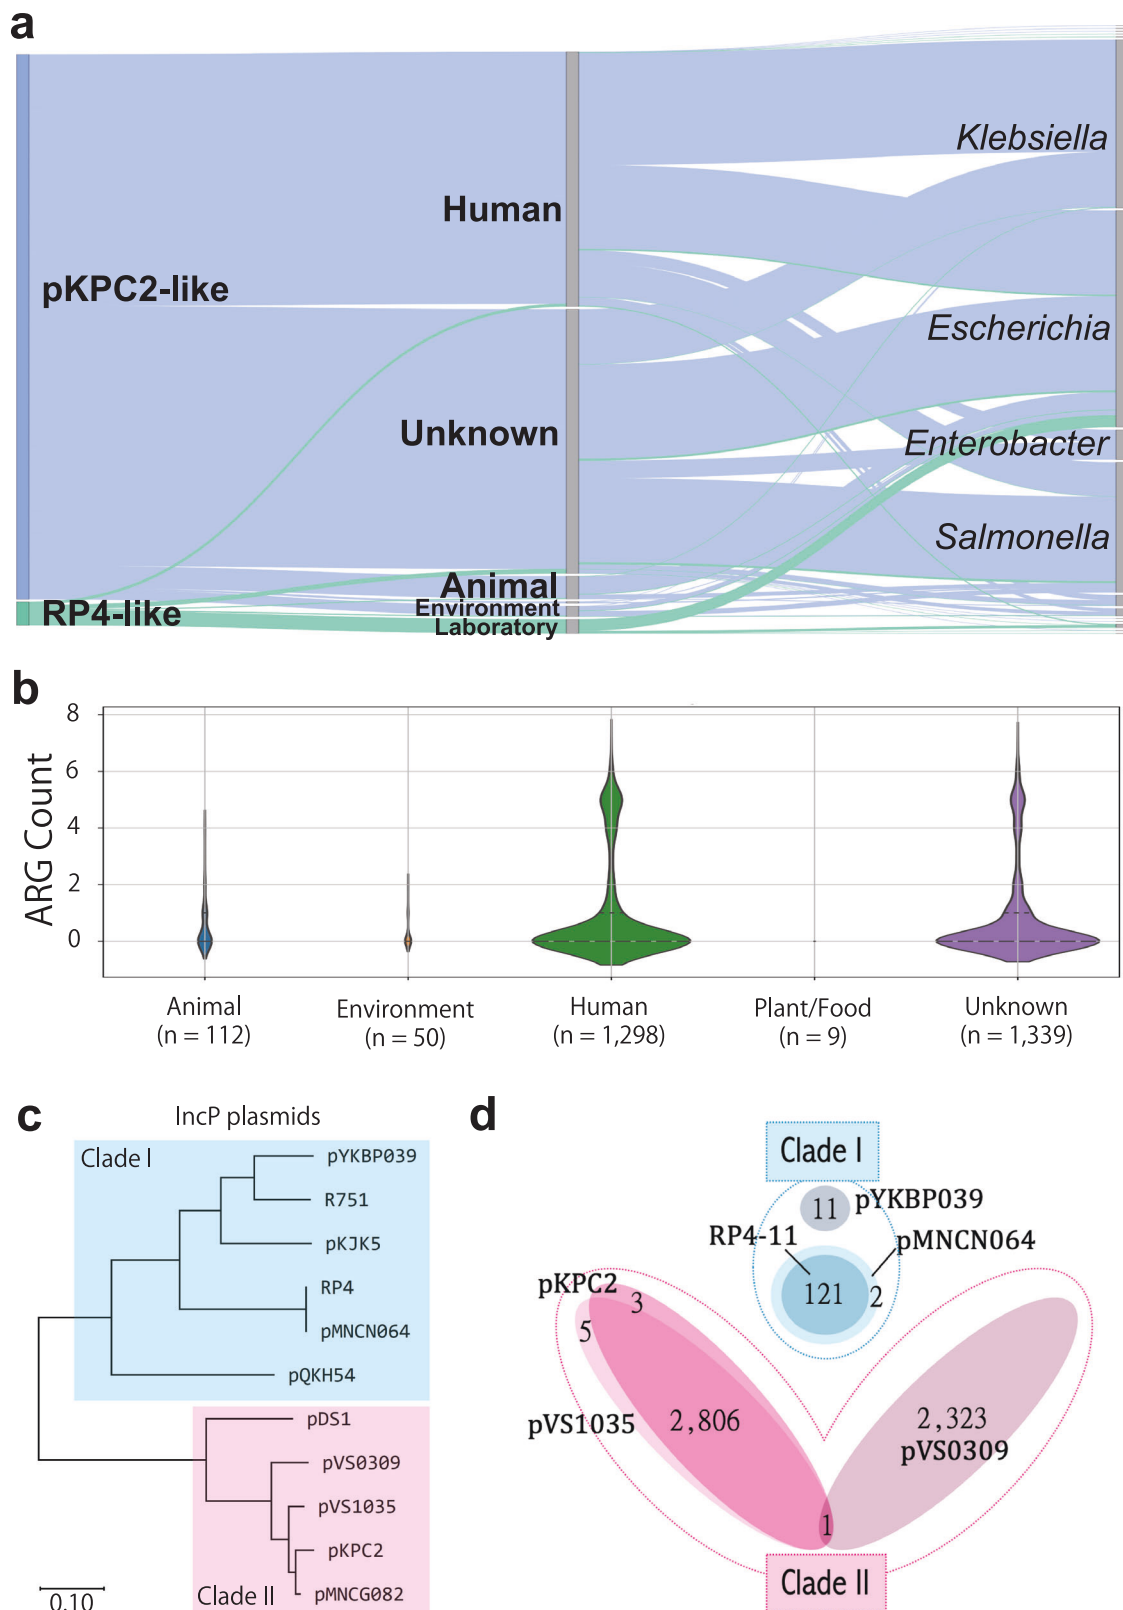 a
Klebsiella
Human
pKPC2-like
Escherichia
Unknown
Enterobacter
Salmonella
Animal
Environment
RP4-like
Laboratory
b
8
6
4
2
0
ARG Count
Animal
(n = 112)
Environment
(n = 50)
Human
(n = 1,298)
Plant/Food
(n = 9)
Unknown
(n = 1,339)
c
IncP plasmids
Clade I
pYKBP039
R751
pKJK5
RP4
pMNCN064
pQKH54
pDS1
pVS0309
pVS1035
pKPC2
pMNCG082
Clade II
0.10
d
Clade I
11
pYKBP039
RP4-11
pMNCN064
121
2
pKPC2
3
5
2,806
pVS1035
2,323
pVS0309
1
Clade II